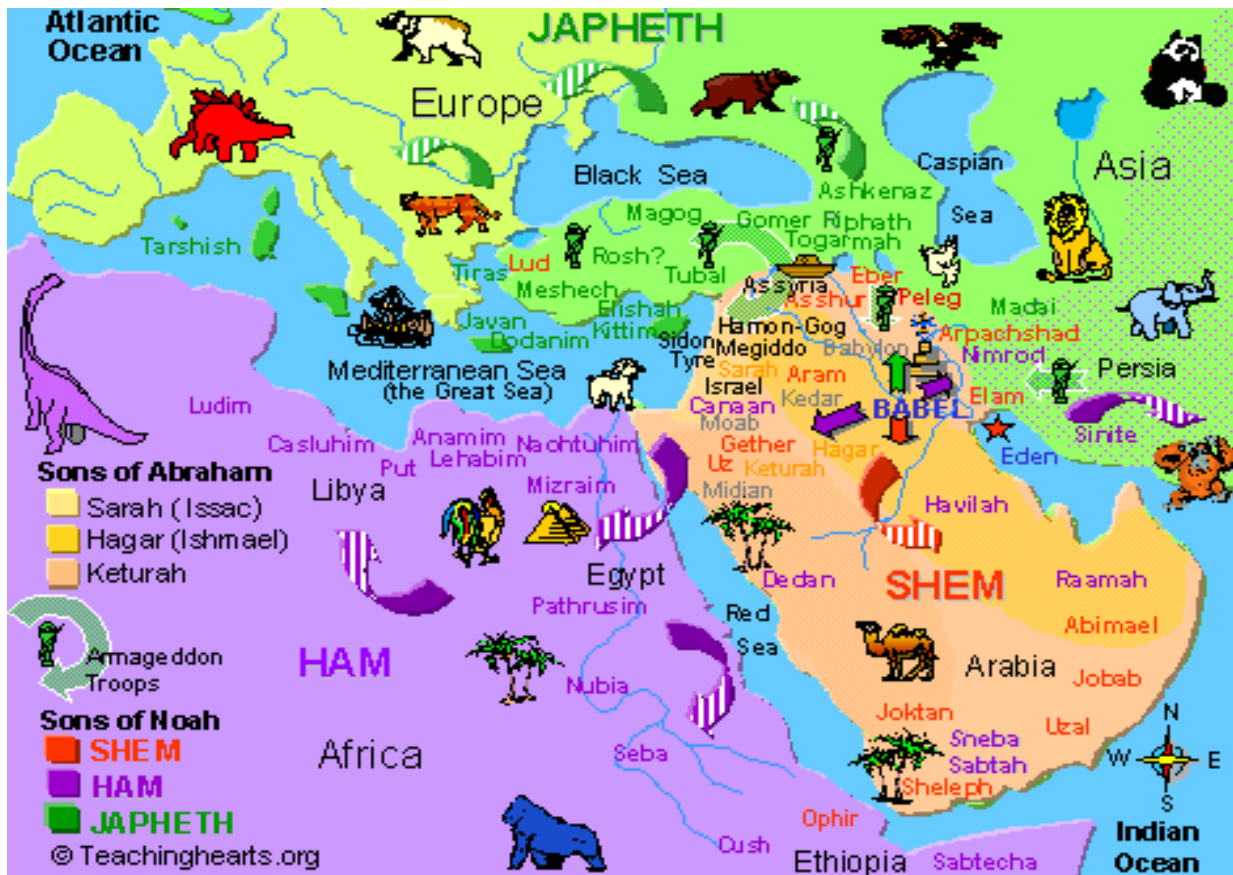 Atlantic
Ocean
JAPHETH
Europe
Black Sea
Caspian
Sea
Asia
Ashkenaz
Magog
Gomer Riphath
Togarmah
Tarshish
Tiras
Lud
Rosh?
Tubal
Meshech
Assyria
Asshur
Eber
Peleg
Madai
Javan
Dodanim
Elishah
Kittim
Hamon-Gog
Megiddo
Babylon
Arpachshad
Nimrod
Sidon
Tyre
Sarah
Aram
Israel
Kedar
Persia
Elam
Mediterranean Sea
(the Great Sea)
Canaan
Moab
BABEL
Sinite
Eden
Ludim
Casluhim
Anamim
Lehabim
Naohtuhim
Put
Gether
Uz
Keturah
Hagar
Midian
Havilah
Libya
Mizraim
Egypt
Pathrusim
Dedan
SHEM
Raamah
Abimael
Red
Sea
Arabia
Jobab
Joktan
Uzal
Sneba
Sabtah
Sheleph
HAM
Nubia
Africa
Seba
Ophir
Cush
Ethiopia
Sabtecha
Indian
Ocean
N
W
E
S
Sons of Abraham
Sarah (Issac)
Hagar (Ishmael)
Keturah
Armageddon
Troops
Sons of Noah
SHEM
HAM
JAPHETH
© Teachinghearts.org